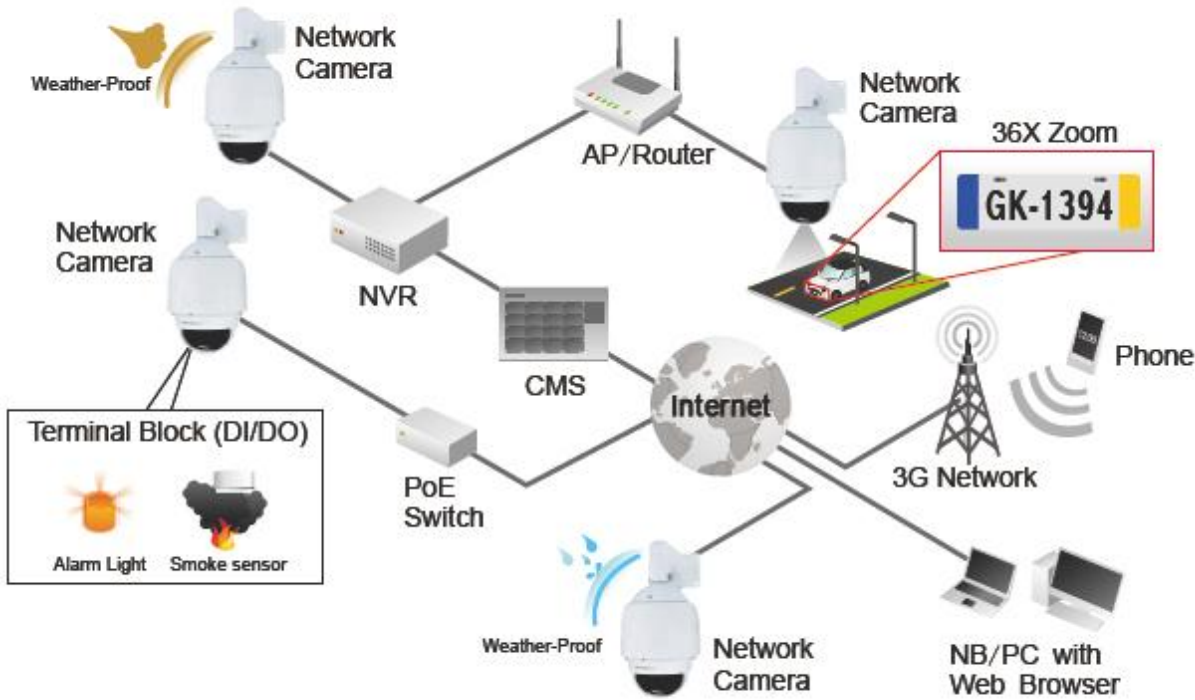 Network
Camera
Weather-Proof
AP/Router
Network
Camera
36X Zoom
GK-1394
Network
Camera
NVR
CMS
Internet
Phone
3G Network
Terminal Block (DI/DO)
Alarm Light
Smoke sensor
PoE
Switch
Weather-Proof
Network
Camera
NB/PC with
Web Browser